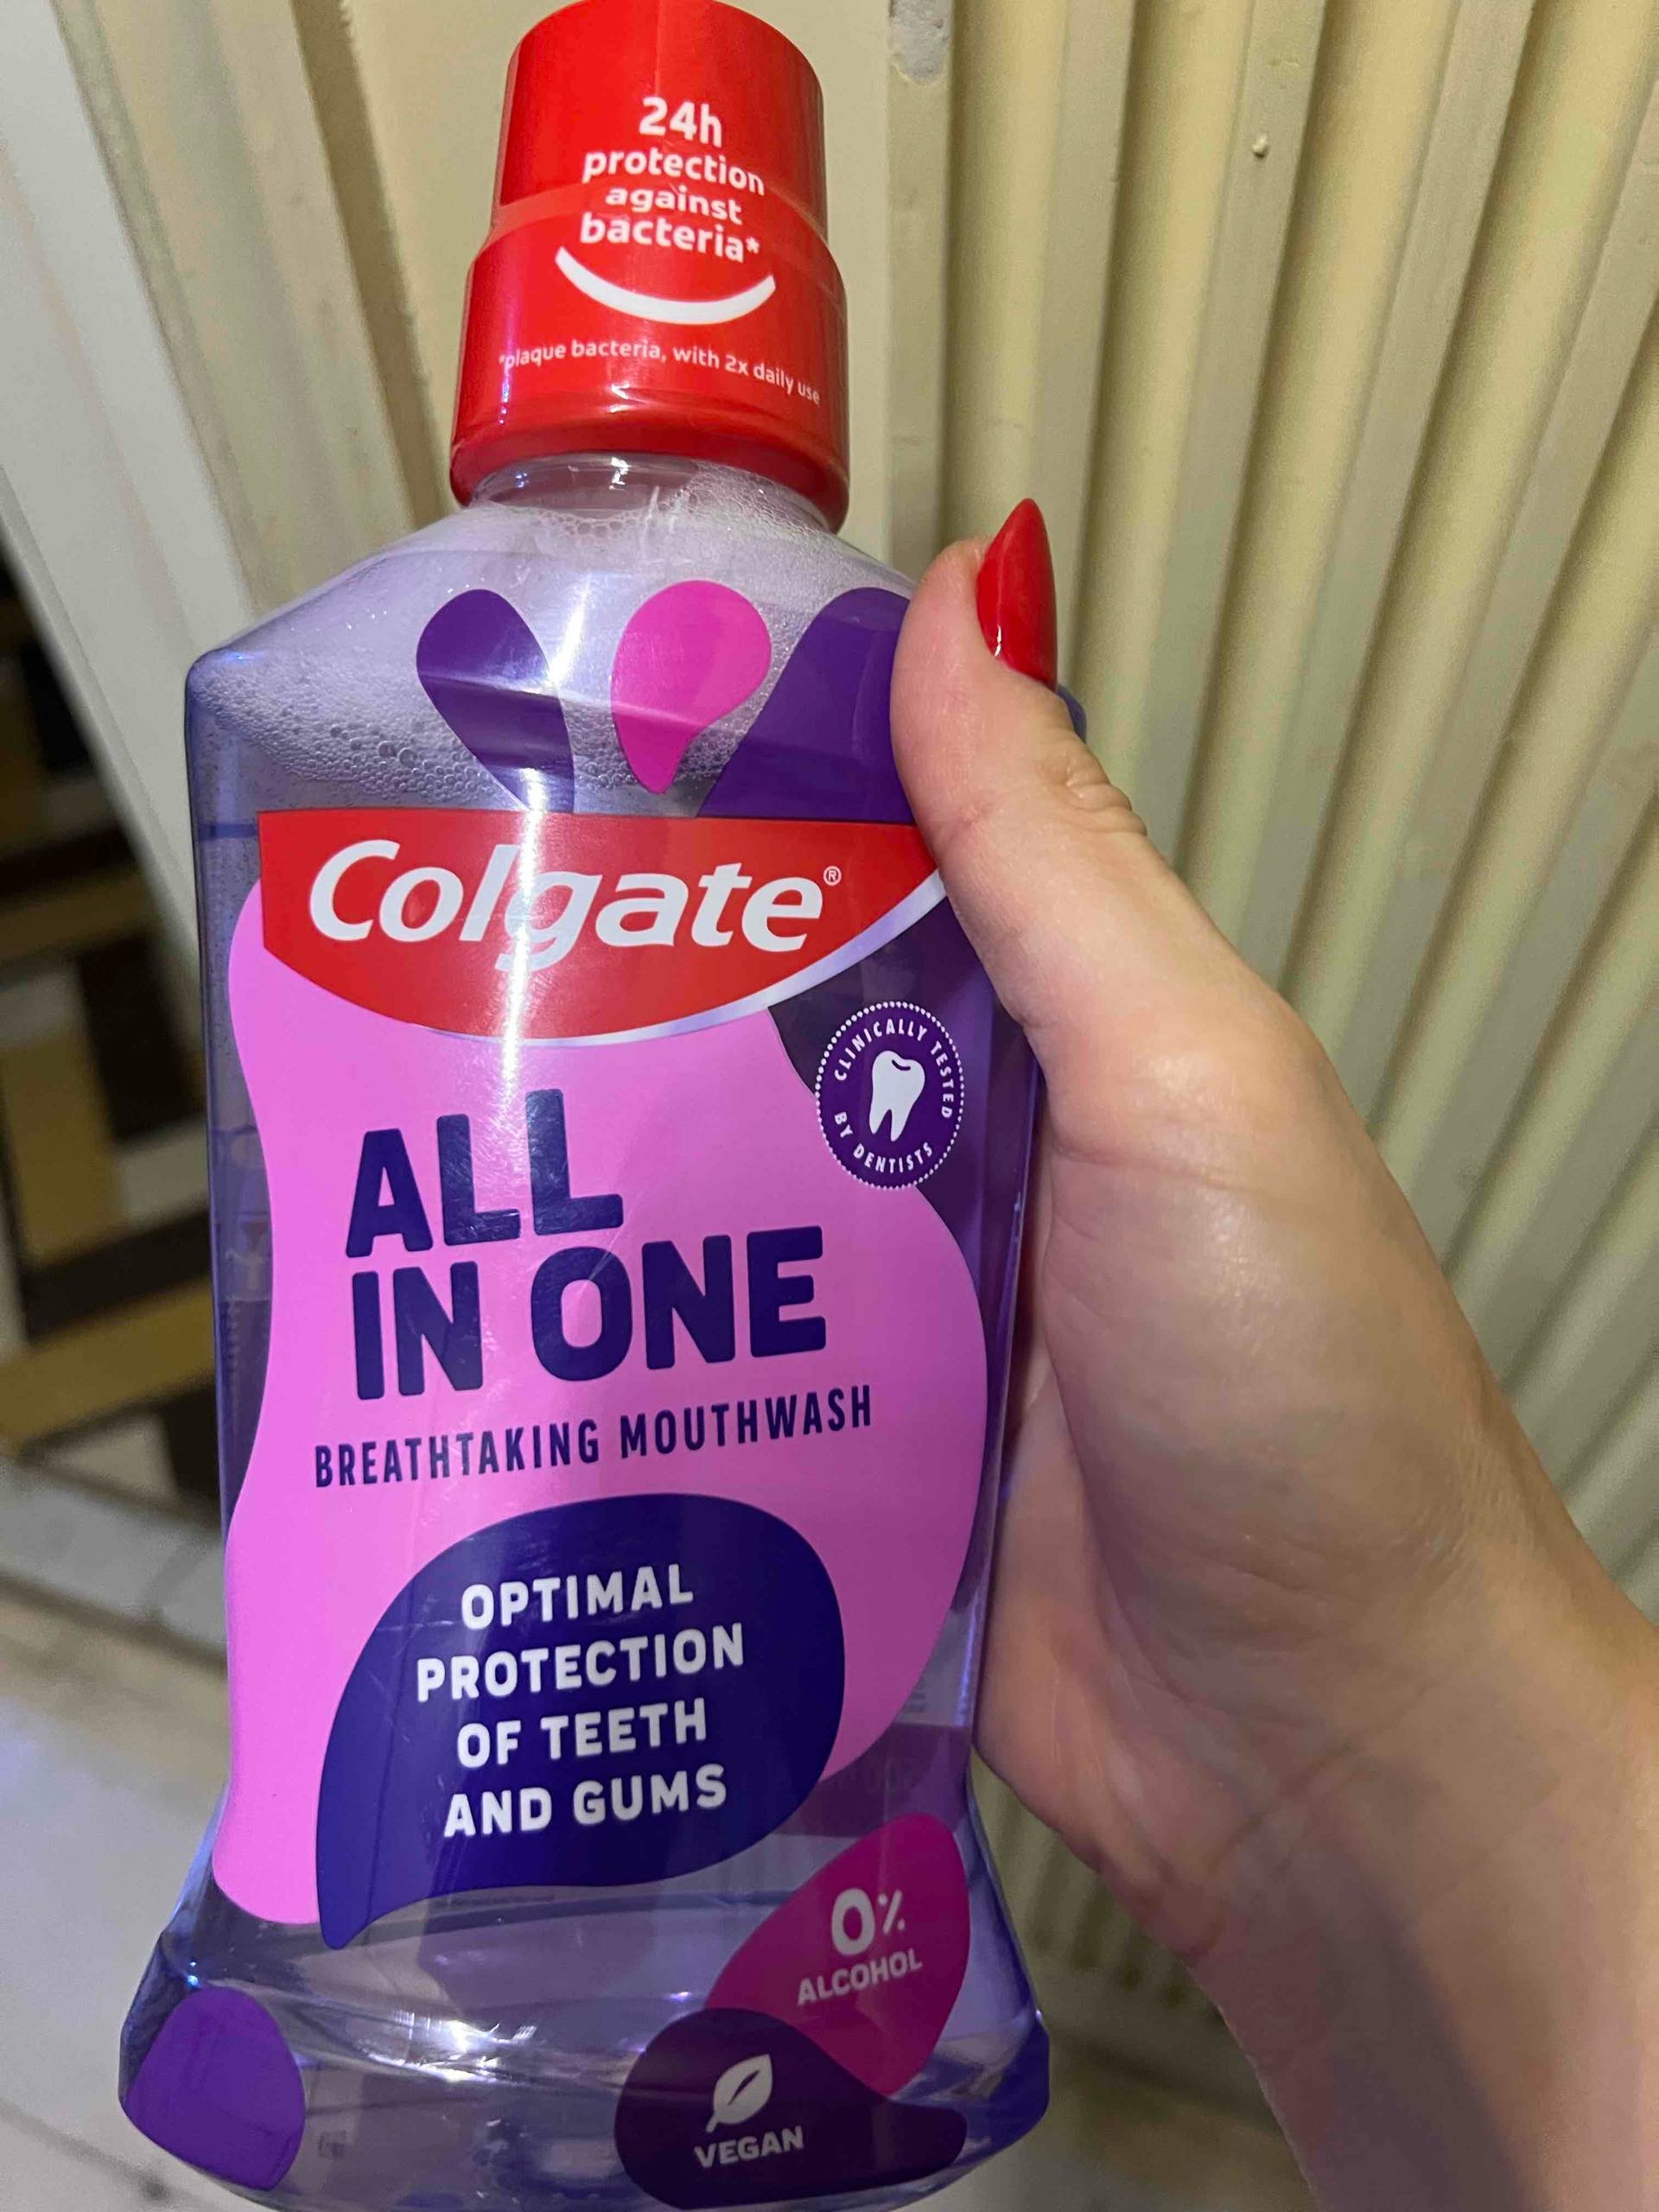 24h
protection
against
bacteria*
*plaque bacteria, with 2x daily use
Colgate®
CLINICALLY TESTED
BY DENTISTS
ALL
IN ONE
BREATHTAKING MOUTHWASH
OPTIMAL
PROTECTION
OF TEETH
AND GUMS
0%
ALCOHOL
VEGAN